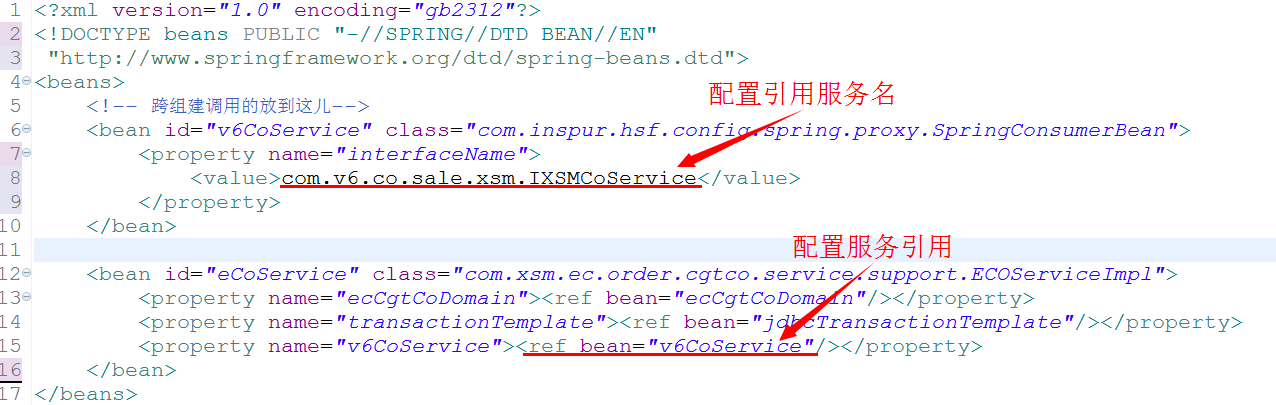 1 <?xml version="1.0" encoding="gb2312"?>
2 <!DOCTYPE beans PUBLIC "-//SPRING//DTD BEAN//EN"
3 "http://www.springframework.org/dtd/spring-beans.dtd">
4 <beans>
配置引用服务名
5 <!-- 跨组建调用的放到这儿-->
6 <bean id="v6CoService" class="com.inspur.hsf.config.spring.proxy.SpringConsumerBean">
7 <property name="interfaceName">
8 <value>com.v6.co.sale.xsm.IXSMCoService</value>
9 </property>
10 </bean>
11
配置服务引用
12 <bean id="eCoService" class="com.xsm.ec.order.cgtco.service.support.ECOServiceImpl">
13 <property name="ecCgtCoDomain"><ref bean="ecCgtCoDomain"/></property>
14 <property name="transactionTemplate"><ref bean="jdbcTransactionTemplate"/></property>
15 <property name="v6CoService"><ref bean="v6CoService"/></property>
16 </bean>
17 </beans>